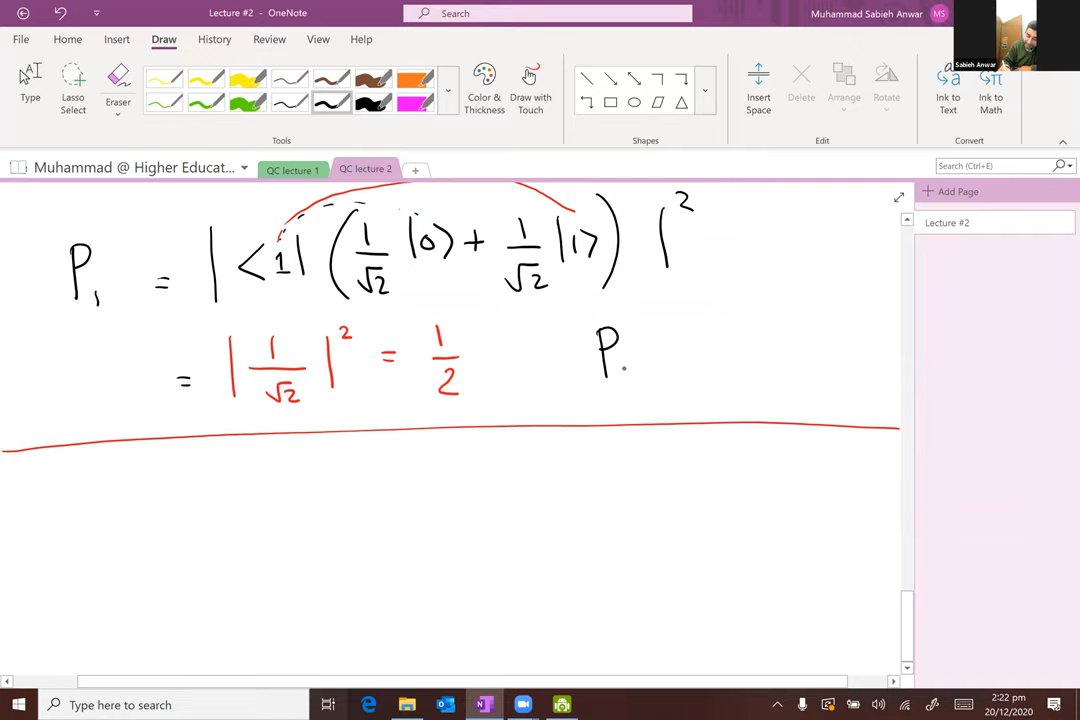 Lecture #2 - OneNote
Search
Muhammad Sabieh Anwar
MS
Sabieh Anwar
File Home Insert Draw History Review View Help
Type
Lasso Select
Eraser
Color & Thickness
Draw with Touch
Insert Space
Delete
Arrange
Rotate
Ink to Text
Ink to Math
Tools Shapes Edit Convert
Muhammad @ Higher Educat...
QC lecture 1
QC lecture 2
Search (Ctrl+E)
Add Page
Lecture #2
P₁ = |<1| (1/√2 |0> + 1/√2 |1>)|²
= |1/√2|² = 1/2 P
Type here to search
2:22 pm
20/12/2020